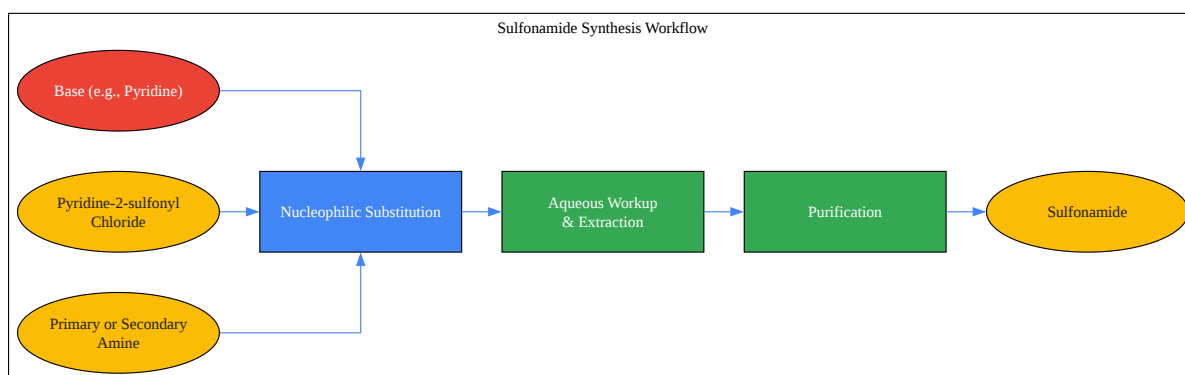 Sulfonamide Synthesis Workflow
Base (e.g., Pyridine)
Pyridine-2-sulfonyl
Chloride
Nucleophilic Substitution
Aqueous Workup
& Extraction
Purification
Sulfonamide
Primary or Secondary
Amine